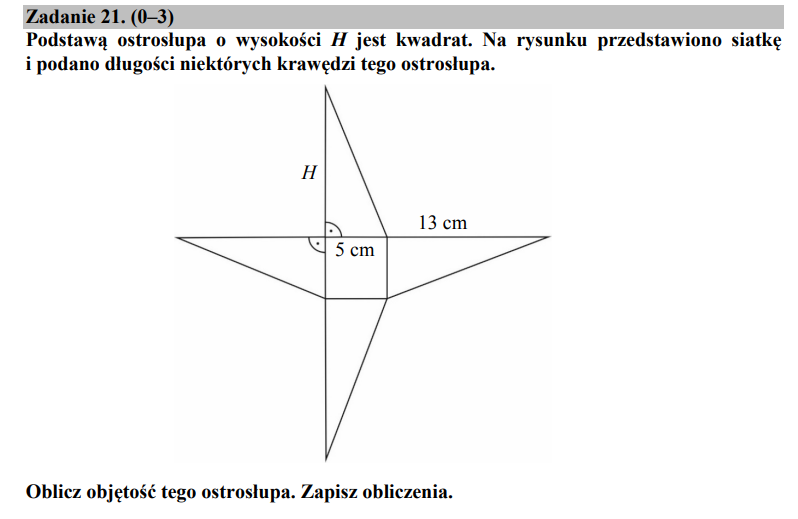 Zadanie 21. (0–3)
Podstawą ostrosłupa o wysokości H jest kwadrat. Na rysunku przedstawiono siatkę
i podano długości niektórych krawędzi tego ostrosłupa.
H
13 cm
5 cm
Oblicz objętość tego ostrosłupa. Zapisz obliczenia.